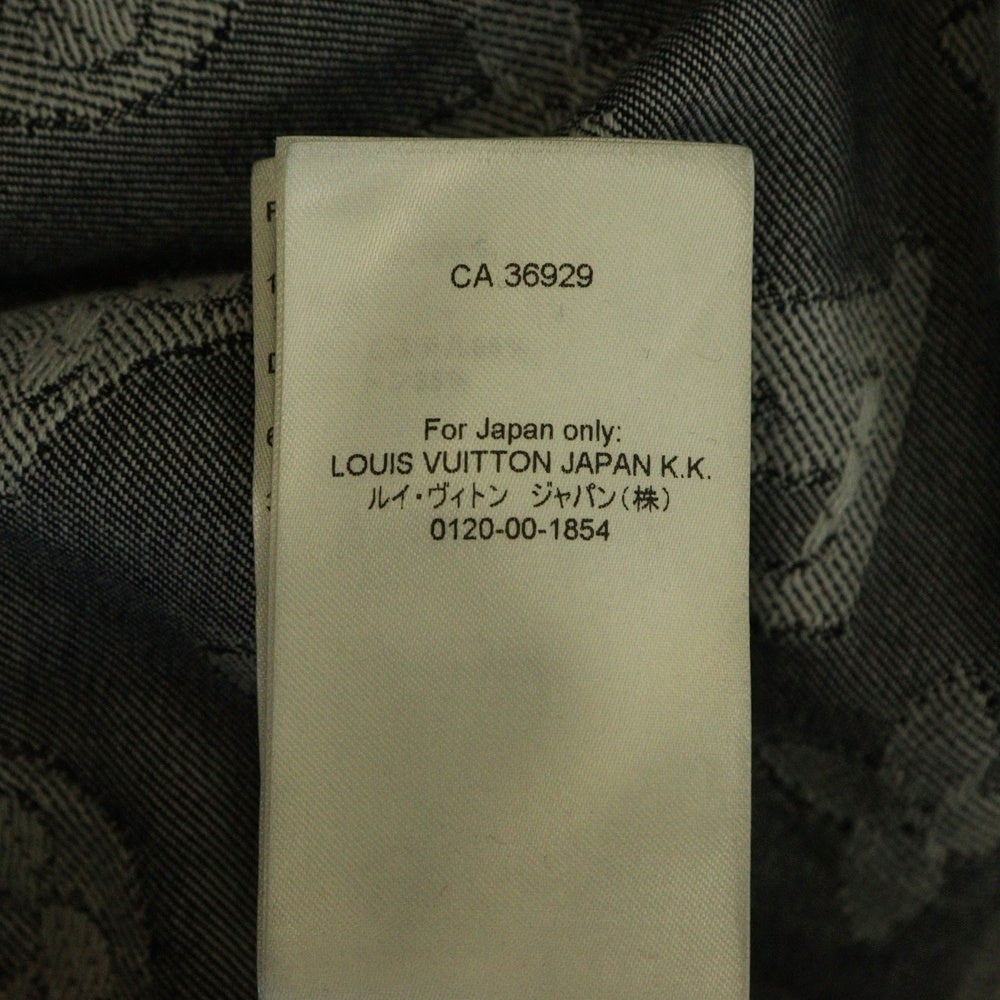 CA 36929
For Japan only:
LOUIS VUITTON JAPAN K.K.
ルイ・ヴィトン ジャパン(株)
0120-00-1854